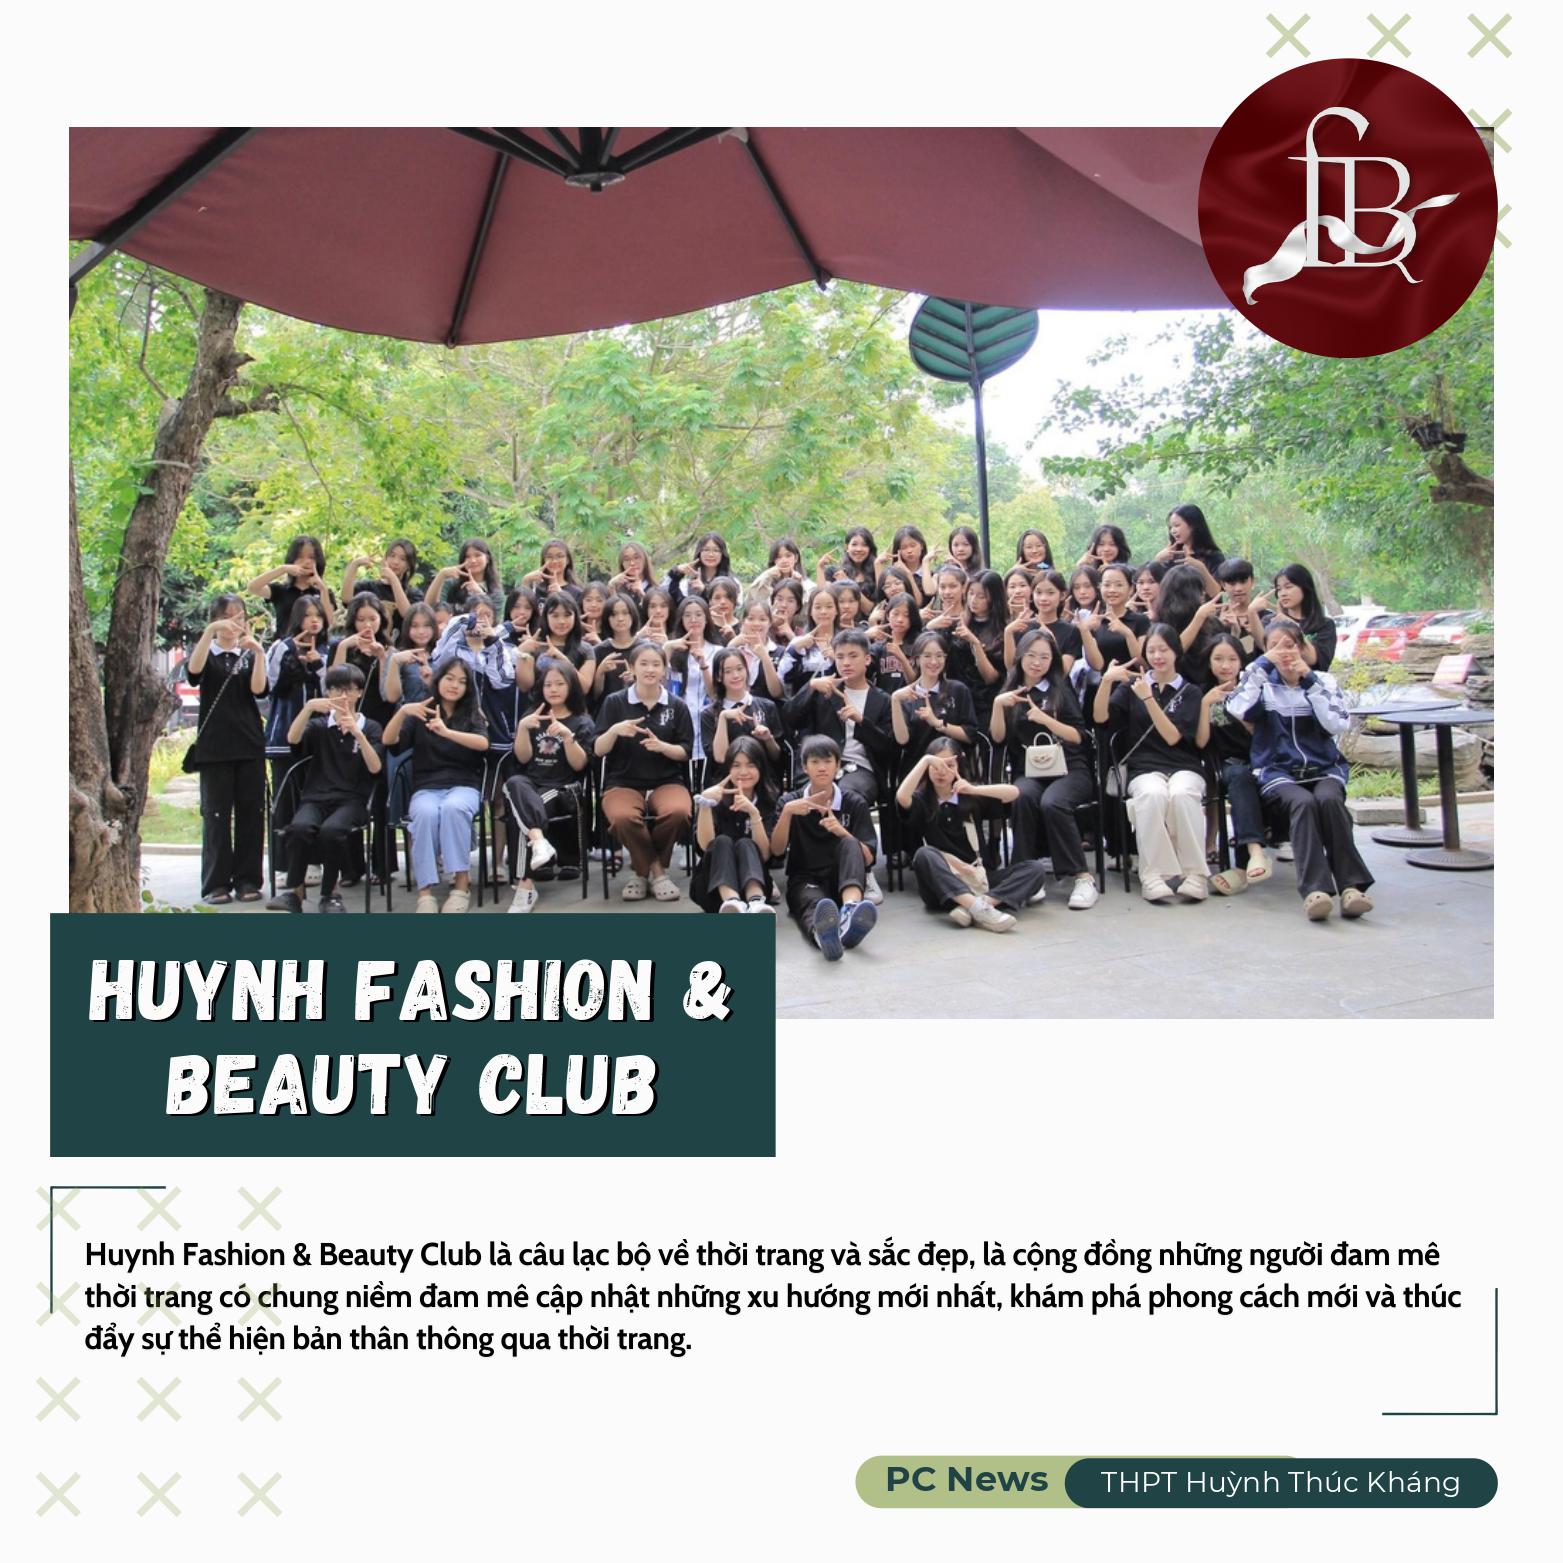 HUYNH FASHION &
BEAUTY CLUB
Huynh Fashion & Beauty Club là câu lạc bộ về thời trang và sắc đẹp, là cộng đồng những người đam mê
thời trang có chung niềm đam mê cập nhật những xu hướng mới nhất, khám phá phong cách mới và thúc
đẩy sự thể hiện bản thân thông qua thời trang.
PC News
THPT Huỳnh Thúc Kháng